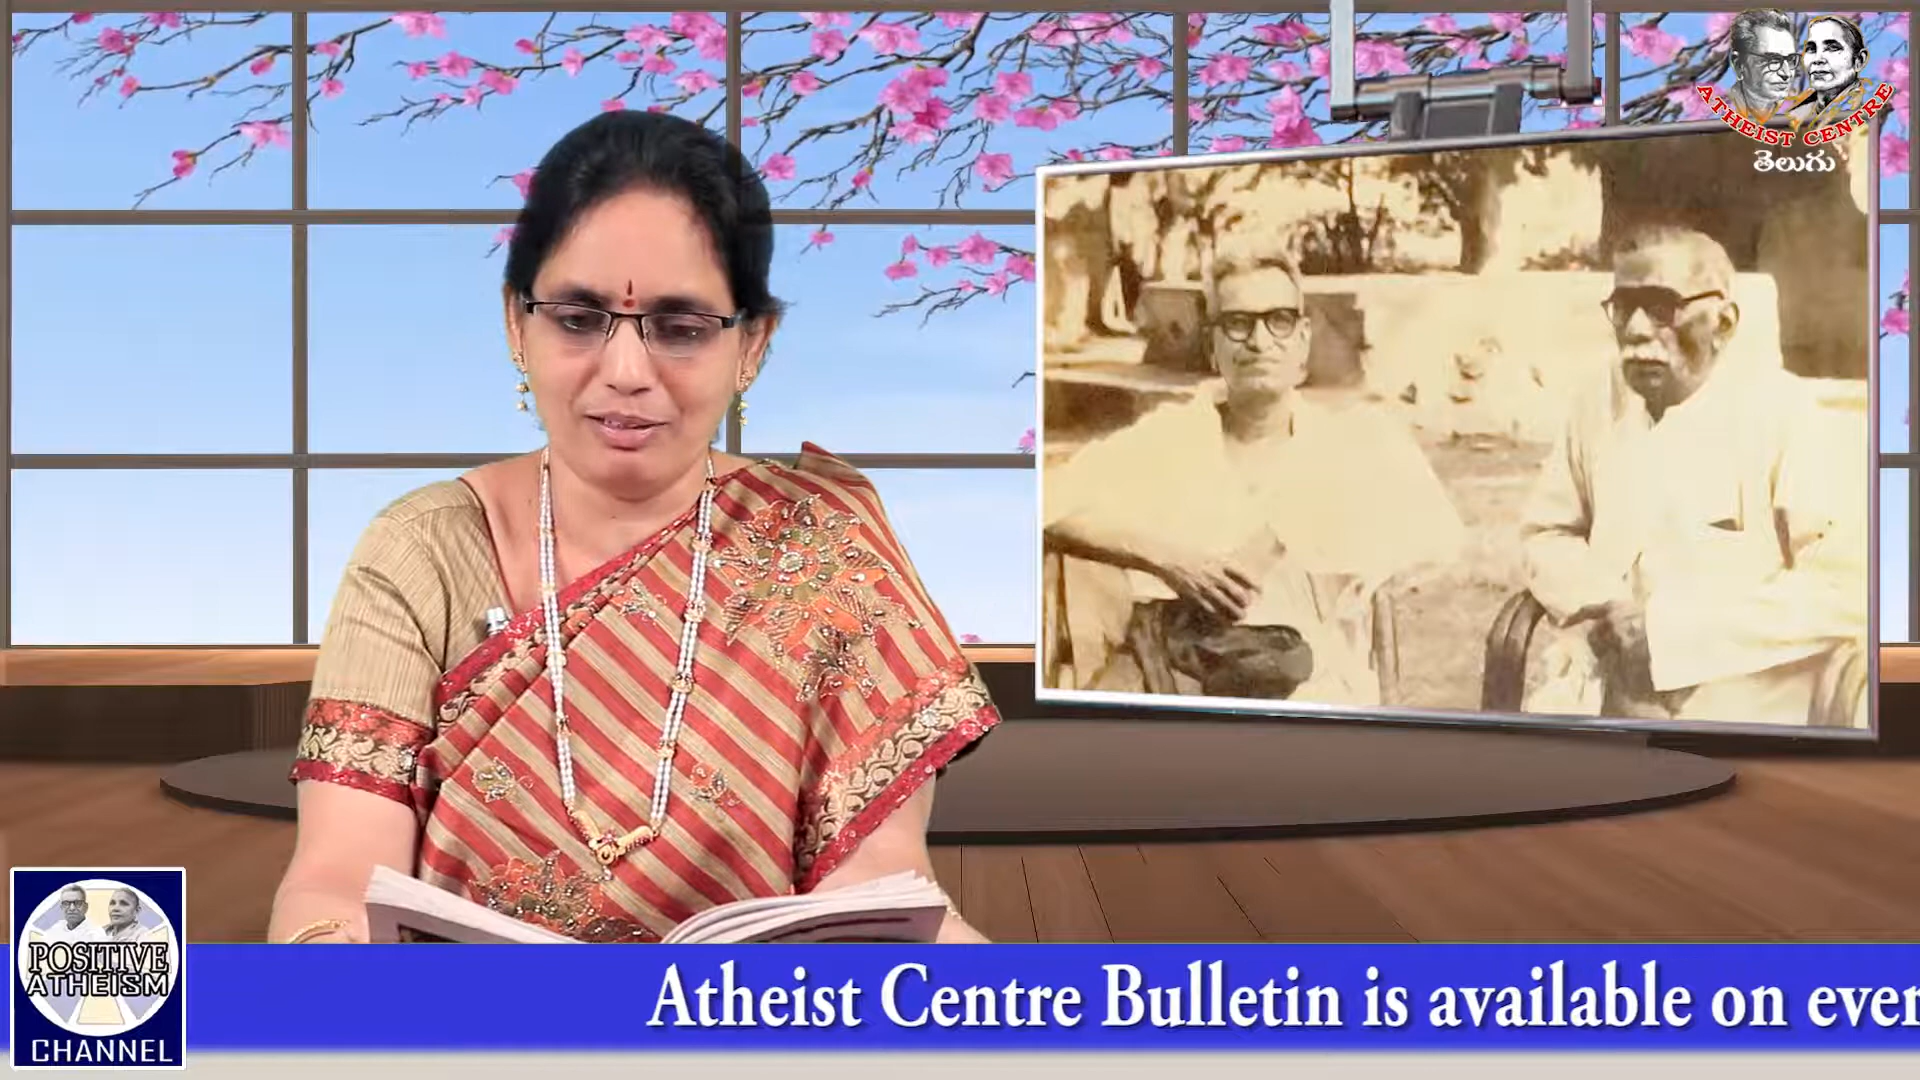 ATHEIST CENTRE
తెలుగు
POSITIVE
ATHEISM
CHANNEL
Atheist Centre Bulletin is available on ever